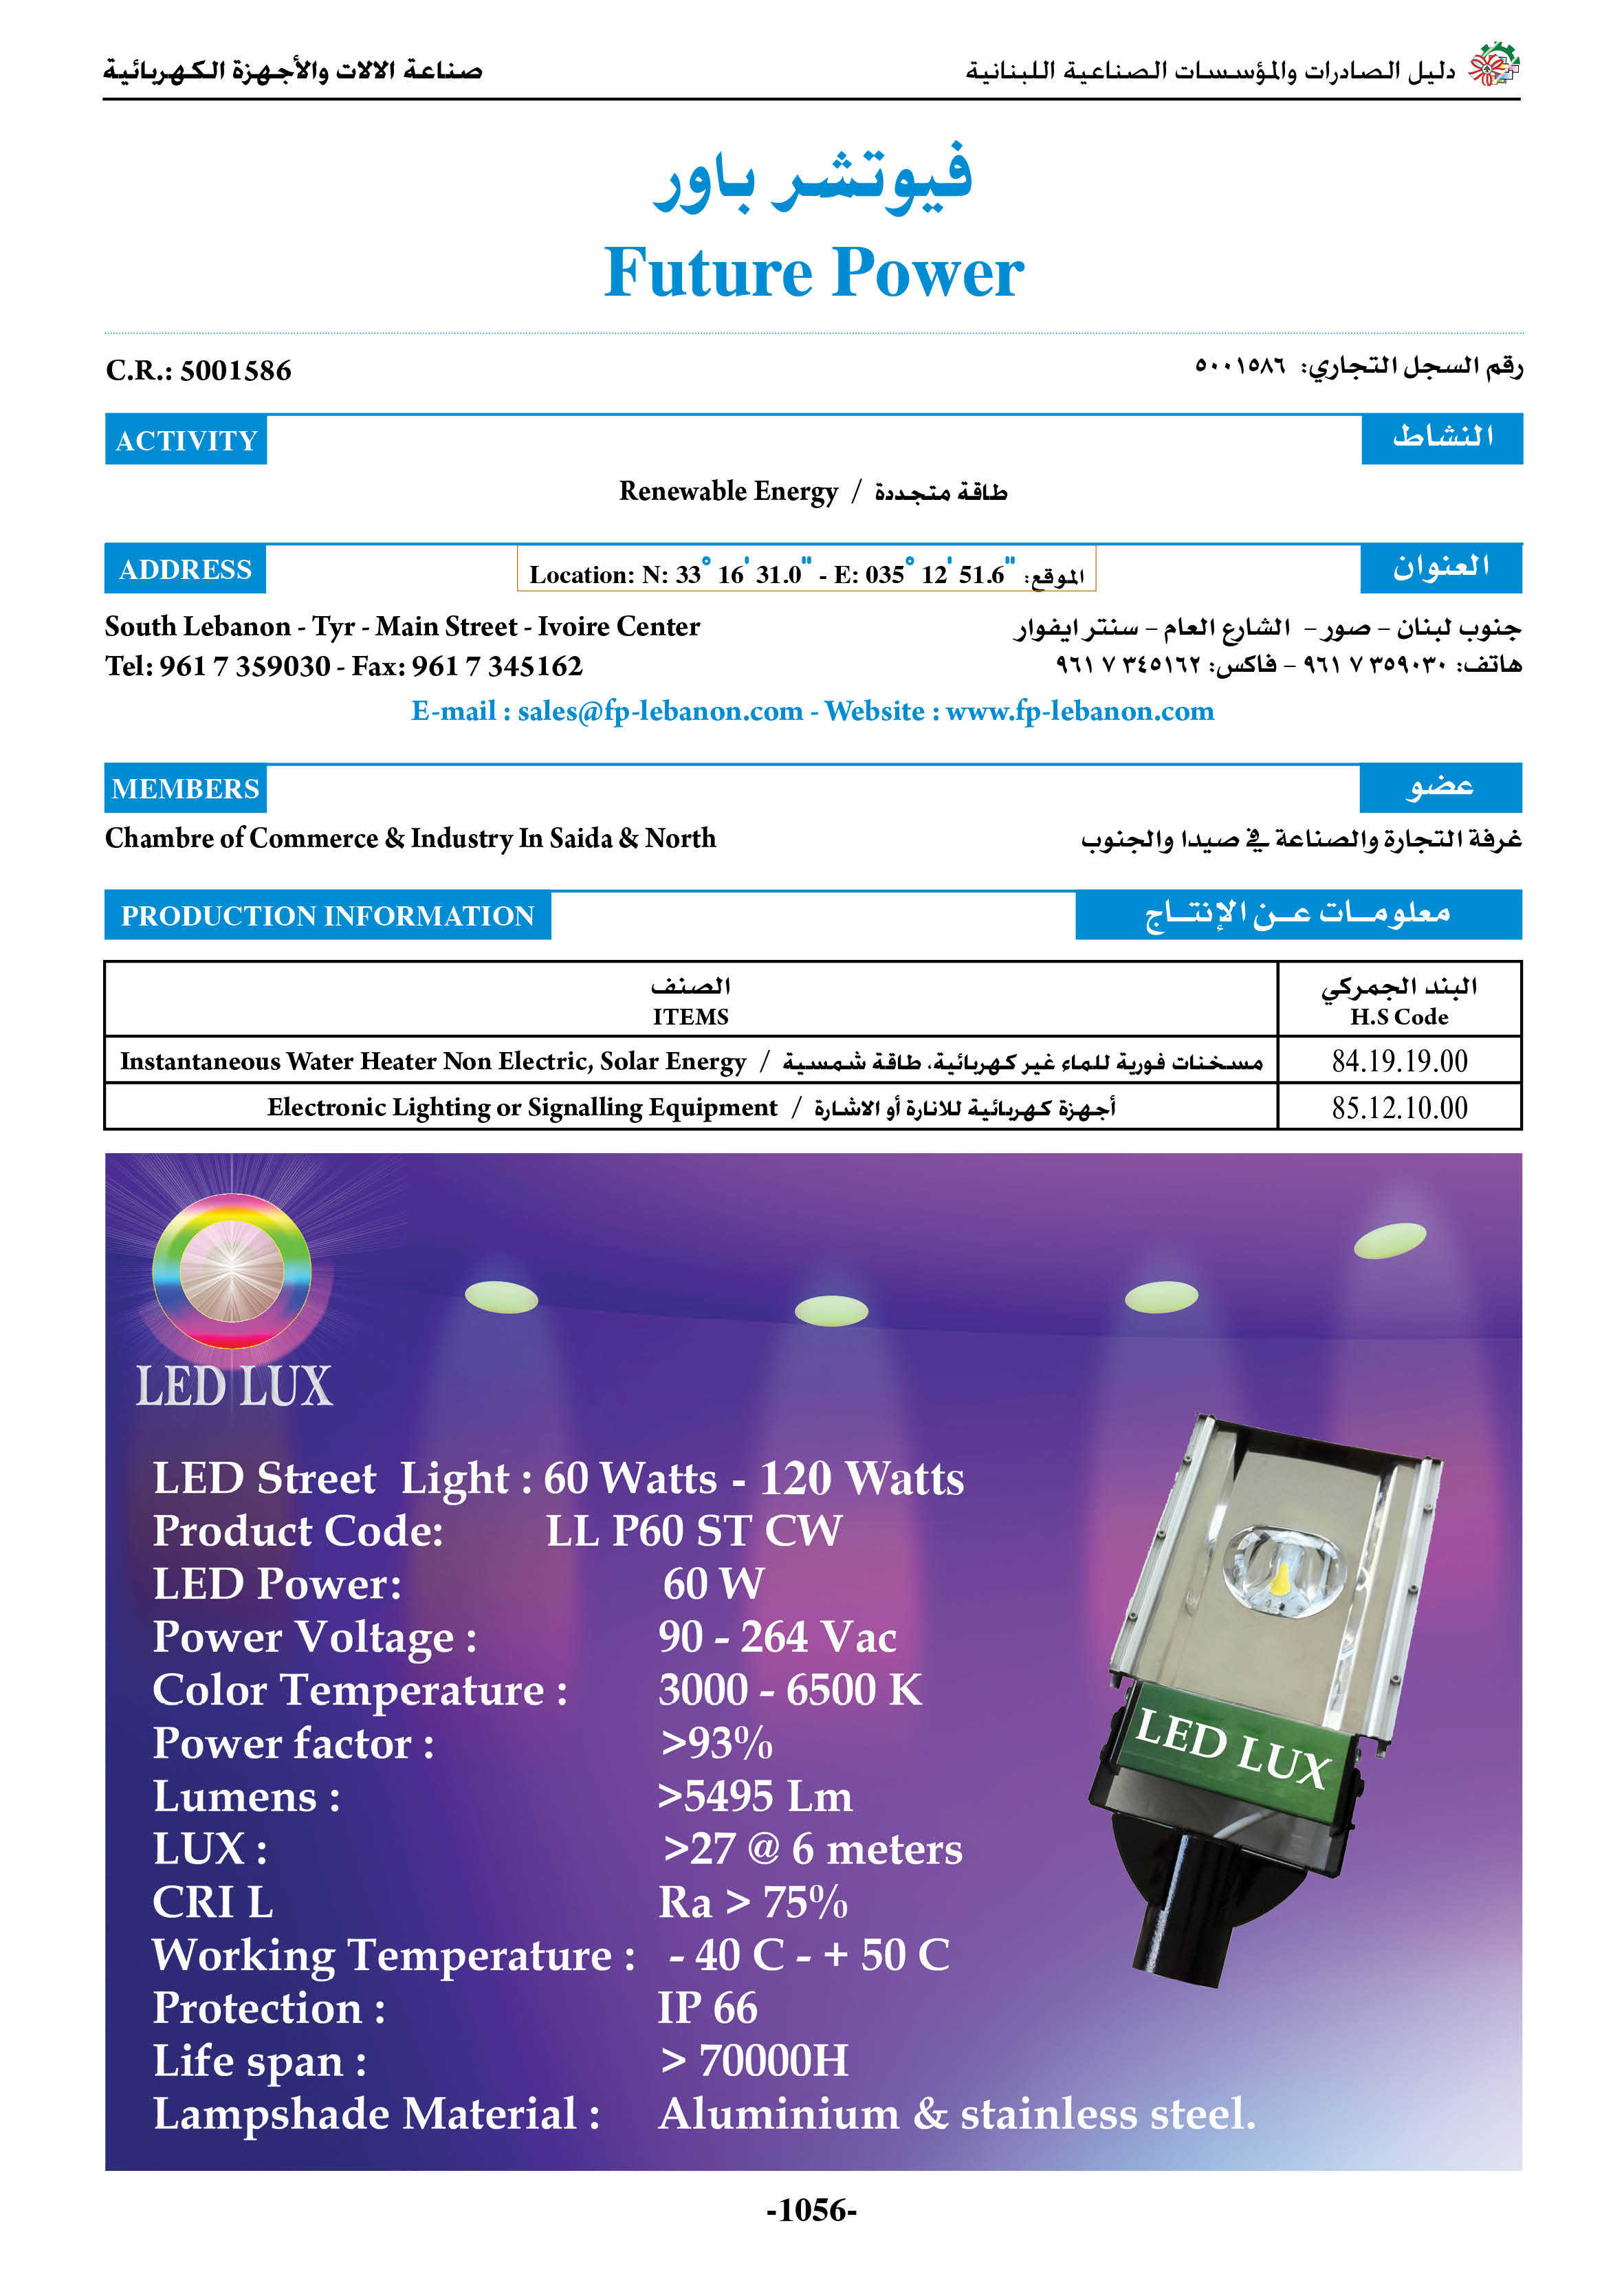 دليل الصادرات والمؤسسات الصناعية اللبنانية
صناعة الالات والأجهزة الكهربائية
فيوتشر باور
Future Power
C.R.: 5001586
رقم السجل التجاري: ٥٠٠١٥٨٦
ACTIVITY
النشاط
Renewable Energy / طاقة متجددة
ADDRESS
Location: N: 33° 16' 31.0" - E: 035° 12' 51.6" :الموقع
العنوان
South Lebanon - Tyr - Main Street - Ivoire Center
جنوب لبنان – صور – الشارع العام – سنتر ايفوار
Tel: 961 7 359030 - Fax: 961 7 345162
هاتف: ٣٥٩٠٣٠ ٧ ٩٦١ – فاكس: ٣٤٥١٦٢ ٧ ٩٦١
E-mail : sales@fp-lebanon.com - Website : www.fp-lebanon.com
MEMBERS
عضو
Chambre of Commerce & Industry In Saida & North
غرفة التجارة والصناعة في صيدا والجنوب
PRODUCTION INFORMATION
معلومات عن الإنتاج
الصنف
ITEMS
البند الجمركي
H.S Code
Instantaneous Water Heater Non Electric, Solar Energy / مسخنات فورية للماء غير كهربائية، طاقة شمسية
84.19.19.00
Electronic Lighting or Signalling Equipment / أجهزة كهربائية للانارة أو الاشارة
85.12.10.00
LED LUX
LED Street Light : 60 Watts - 120 Watts
Product Code: LL P60 ST CW
LED Power: 60 W
Power Voltage : 90 - 264 Vac
Color Temperature : 3000 - 6500 K
Power factor : >93%
Lumens : >5495 Lm
LUX : >27 @ 6 meters
CRI L Ra > 75%
Working Temperature : - 40 C - + 50 C
Protection : IP 66
Life span : > 70000H
Lampshade Material : Aluminium & stainless steel.
LED LUX
-1056-